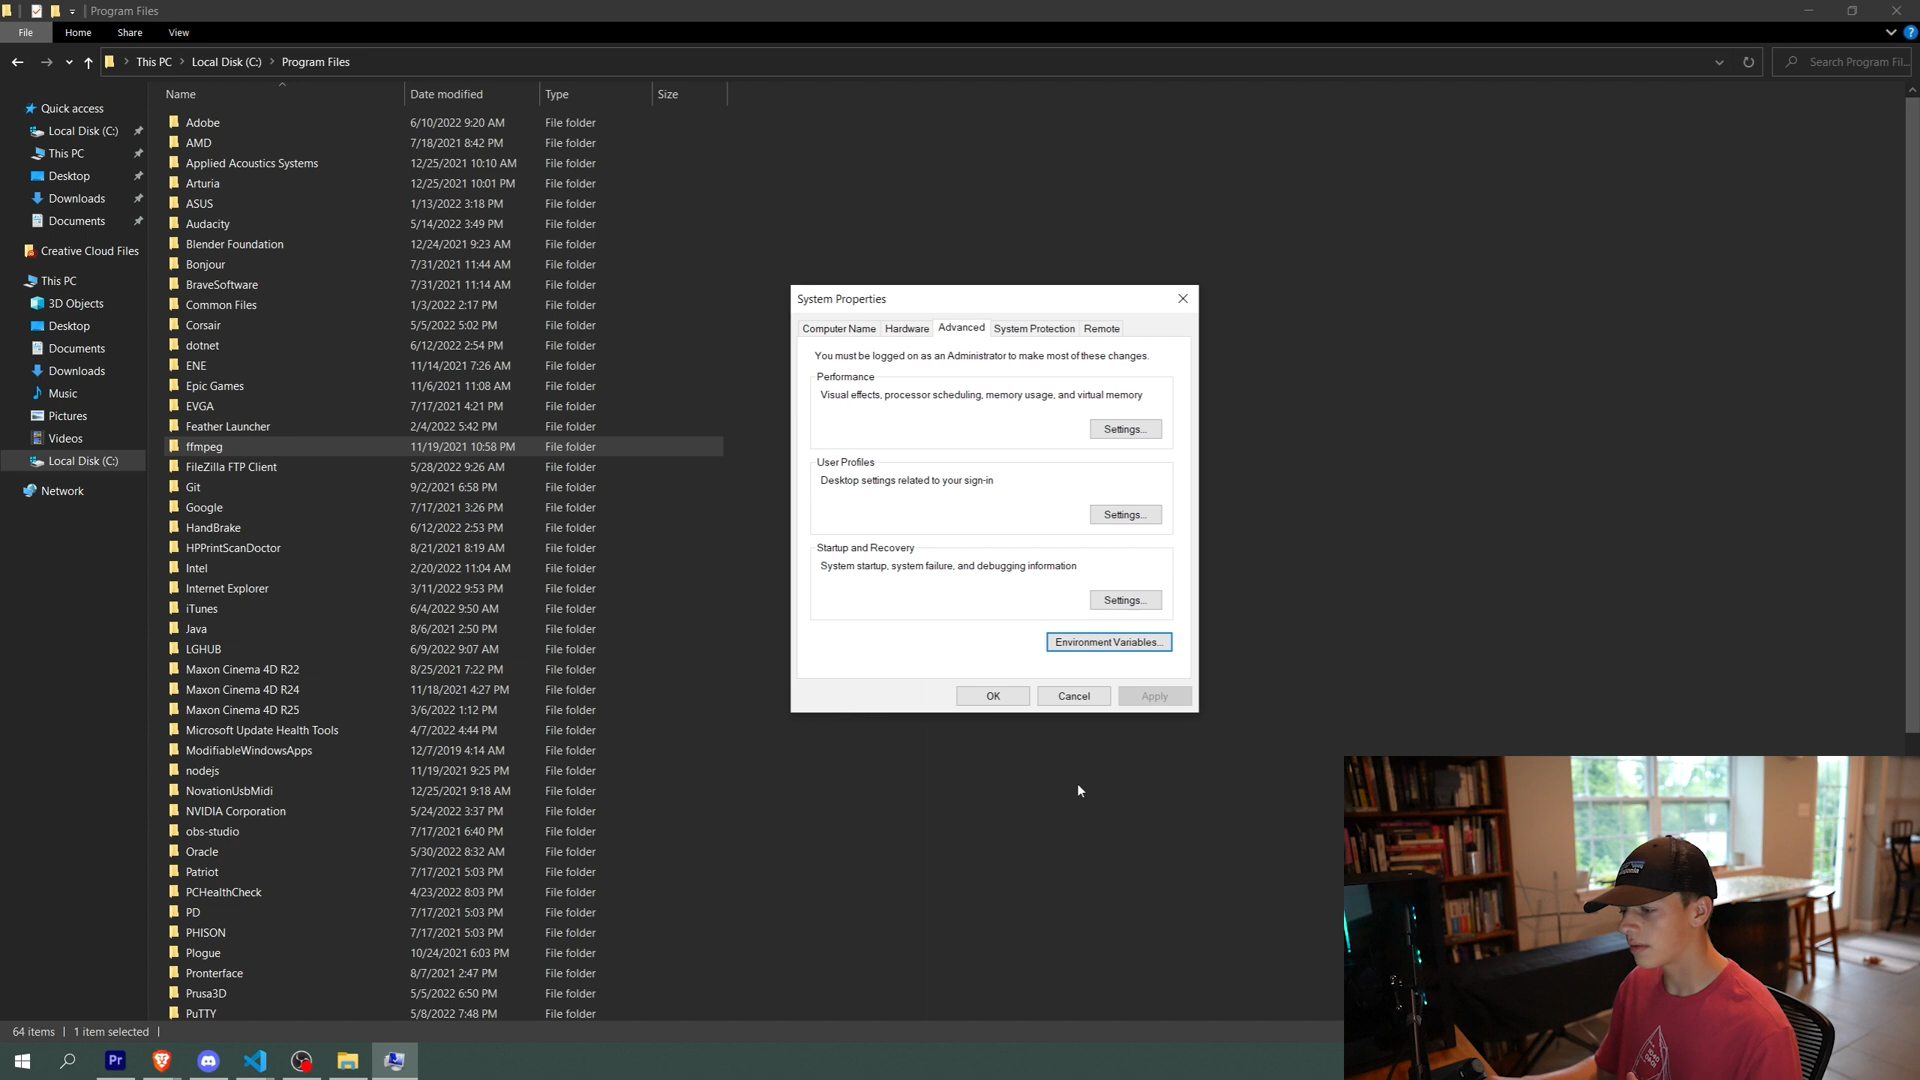 Program Files
File Home Share View
This PC Local Disk (C:) Program Files
Search Program Fil...
Name Date modified Type Size
Quick access
Local Disk (C:)
This PC
Desktop
Downloads
Documents
Creative Cloud Files
This PC
3D Objects
Desktop
Documents
Downloads
Music
Pictures
Videos
Local Disk (C:)
Network
Adobe 6/10/2022 9:20 AM File folder
AMD 7/18/2021 8:42 PM File folder
Applied Acoustics Systems 12/25/2021 10:10 AM File folder
Arturia 12/25/2021 10:01 PM File folder
ASUS 1/13/2022 3:18 PM File folder
Audacity 5/14/2022 3:49 PM File folder
Blender Foundation 12/24/2021 9:23 AM File folder
Bonjour 7/31/2021 11:44 AM File folder
BraveSoftware 7/31/2021 11:14 AM File folder
Common Files 1/3/2022 2:17 PM File folder
Corsair 5/5/2022 5:02 PM File folder
dotnet 6/12/2022 2:54 PM File folder
ENE 11/14/2021 7:26 AM File folder
Epic Games 11/6/2021 11:08 AM File folder
EVGA 7/17/2021 4:21 PM File folder
Feather Launcher 2/4/2022 5:42 PM File folder
ffmpeg 11/19/2021 10:58 PM File folder
FileZilla FTP Client 5/28/2022 9:26 AM File folder
Git 9/2/2021 6:58 PM File folder
Google 7/17/2021 3:26 PM File folder
HandBrake 6/12/2022 2:53 PM File folder
HPPrintScanDoctor 8/21/2021 8:19 AM File folder
Intel 2/20/2022 11:04 AM File folder
Internet Explorer 3/11/2022 9:53 PM File folder
iTunes 6/4/2022 9:50 AM File folder
Java 8/6/2021 2:50 PM File folder
LGHUB 6/9/2022 9:07 AM File folder
Maxon Cinema 4D R22 8/25/2021 7:22 PM File folder
Maxon Cinema 4D R24 11/18/2021 4:27 PM File folder
Maxon Cinema 4D R25 3/6/2022 1:12 PM File folder
Microsoft Update Health Tools 4/7/2022 4:44 PM File folder
ModifiableWindowsApps 12/7/2019 4:14 AM File folder
nodejs 11/19/2021 9:25 PM File folder
NovationUsbMidi 12/25/2021 9:18 AM File folder
NVIDIA Corporation 5/24/2022 3:37 PM File folder
obs-studio 7/17/2021 6:40 PM File folder
Oracle 5/30/2022 8:32 AM File folder
Patriot 7/17/2021 5:03 PM File folder
PCHealthCheck 4/23/2022 8:03 PM File folder
PD 7/17/2021 5:03 PM File folder
PHISON 7/17/2021 5:03 PM File folder
Plogue 10/24/2021 6:03 PM File folder
Pronterface 8/7/2021 2:47 PM File folder
Prusa3D 5/5/2022 6:50 PM File folder
PuTTY 5/8/2022 7:48 PM File folder
64 items 1 item selected
System Properties
Computer Name Hardware Advanced System Protection Remote
You must be logged on as an Administrator to make most of these changes.
Performance
Visual effects, processor scheduling, memory usage, and virtual memory
Settings...
User Profiles
Desktop settings related to your sign-in
Settings...
Startup and Recovery
System startup, system failure, and debugging information
Settings...
Environment Variables...
OK Cancel Apply
Pr